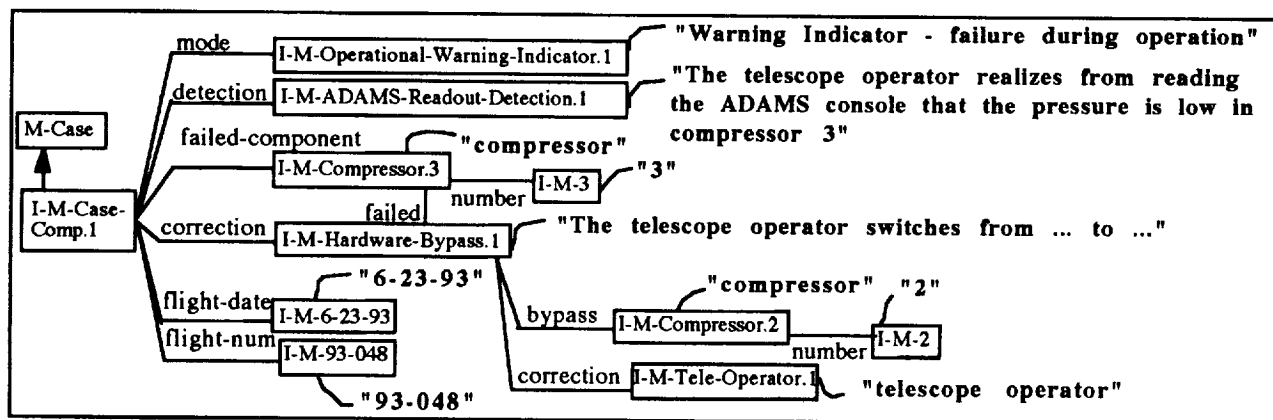 mode
I-M-Operational-Warning-Indicator.1
"Warning Indicator - failure during operation"
detection
I-M-ADAMS-Readout-Detection.1
"The telescope operator realizes from reading
the ADAMS console that the pressure is low in
compressor 3"
M-Case
failed-component
"compressor"
I-M-Compressor.3
number
I-M-3
"3"
I-M-Case-
Comp.1
failed
correction
I-M-Hardware-Bypass.1
"The telescope operator switches from ... to ..."
"6-23-93"
flight-date
I-M-6-23-93
flight-num
I-M-93-048
"93-048"
bypass
"compressor"
I-M-Compressor.2
number
"2"
I-M-2
correction
I-M-Tele-Operator.1
"telescope operator"